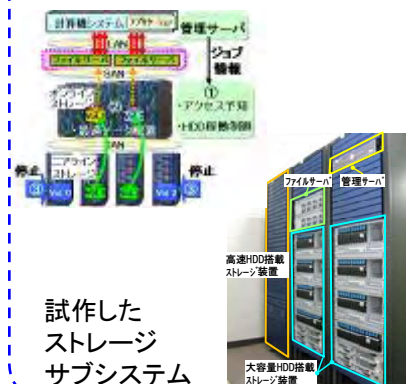 計算機システム
管理サーバ
LAN
ジョブ
情報
ファイルサーバ
ファイルサーバ
SAN
①
・アクセス予知
・HDD稼動制御
オンライン
ストレージ
SAN
停止
ニアライン
ストレージ
停止
Vol 0
Vol 3
ファイルサーバ
管理サーバ
高速HDD搭載
ストレージ装置
試作した
ストレージ
サブシステム
大容量HDD搭載
ストレージ装置